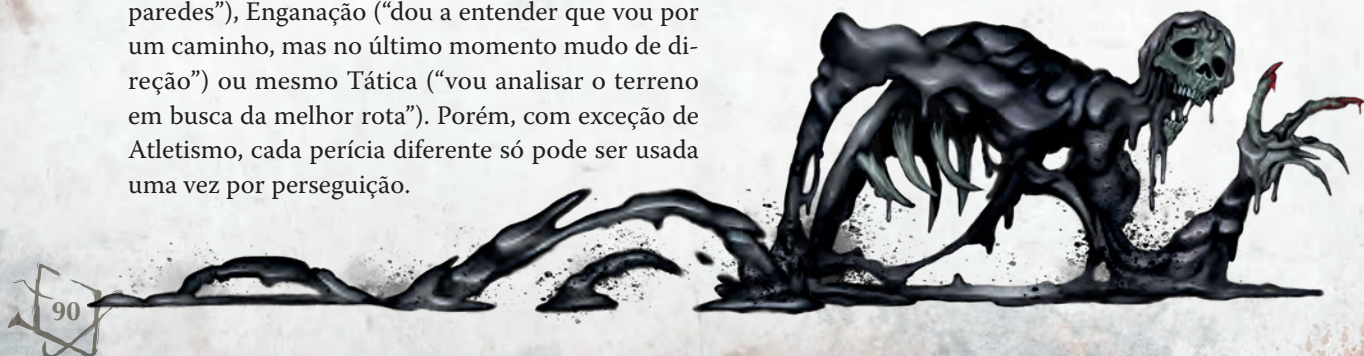 paredes”), Enganação (“dou a entender que vou por
um caminho, mas no último momento mudo de di-
reção”) ou mesmo Tática (“vou analisar o terreno
em busca da melhor rota”). Porém, com exceção de
Atletismo, cada perícia diferente só pode ser usada
uma vez por perseguição.
90